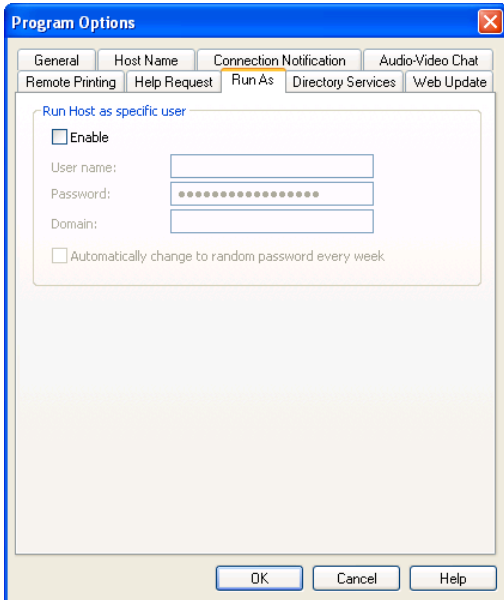 Program Options
General Host Name Connection Notification Audio-Video Chat
Remote Printing Help Request Run As Directory Services Web Update
Run Host as specific user
Enable
User name:
Password: ●●●●●●●●●●●●●●●●●
Domain:
Automatically change to random password every week
OK Cancel Help